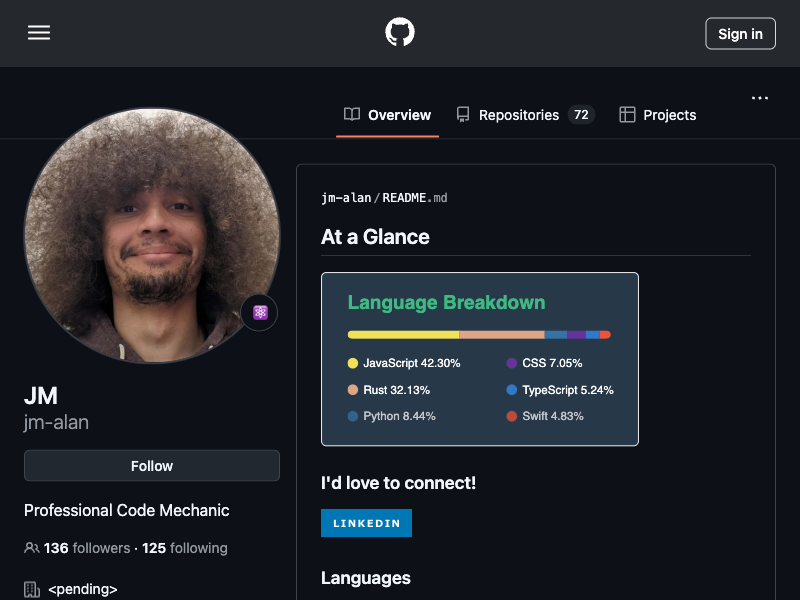 Sign in
Overview
Repositories 72
Projects
JM
jm-alan
Follow
Professional Code Mechanic
136 followers · 125 following
<pending>
jm-alan/README.md
At a Glance
Language Breakdown
JavaScript 42.30%
CSS 7.05%
Rust 32.13%
TypeScript 5.24%
Python 8.44%
Swift 4.83%
I'd love to connect!
LINKEDIN
Languages